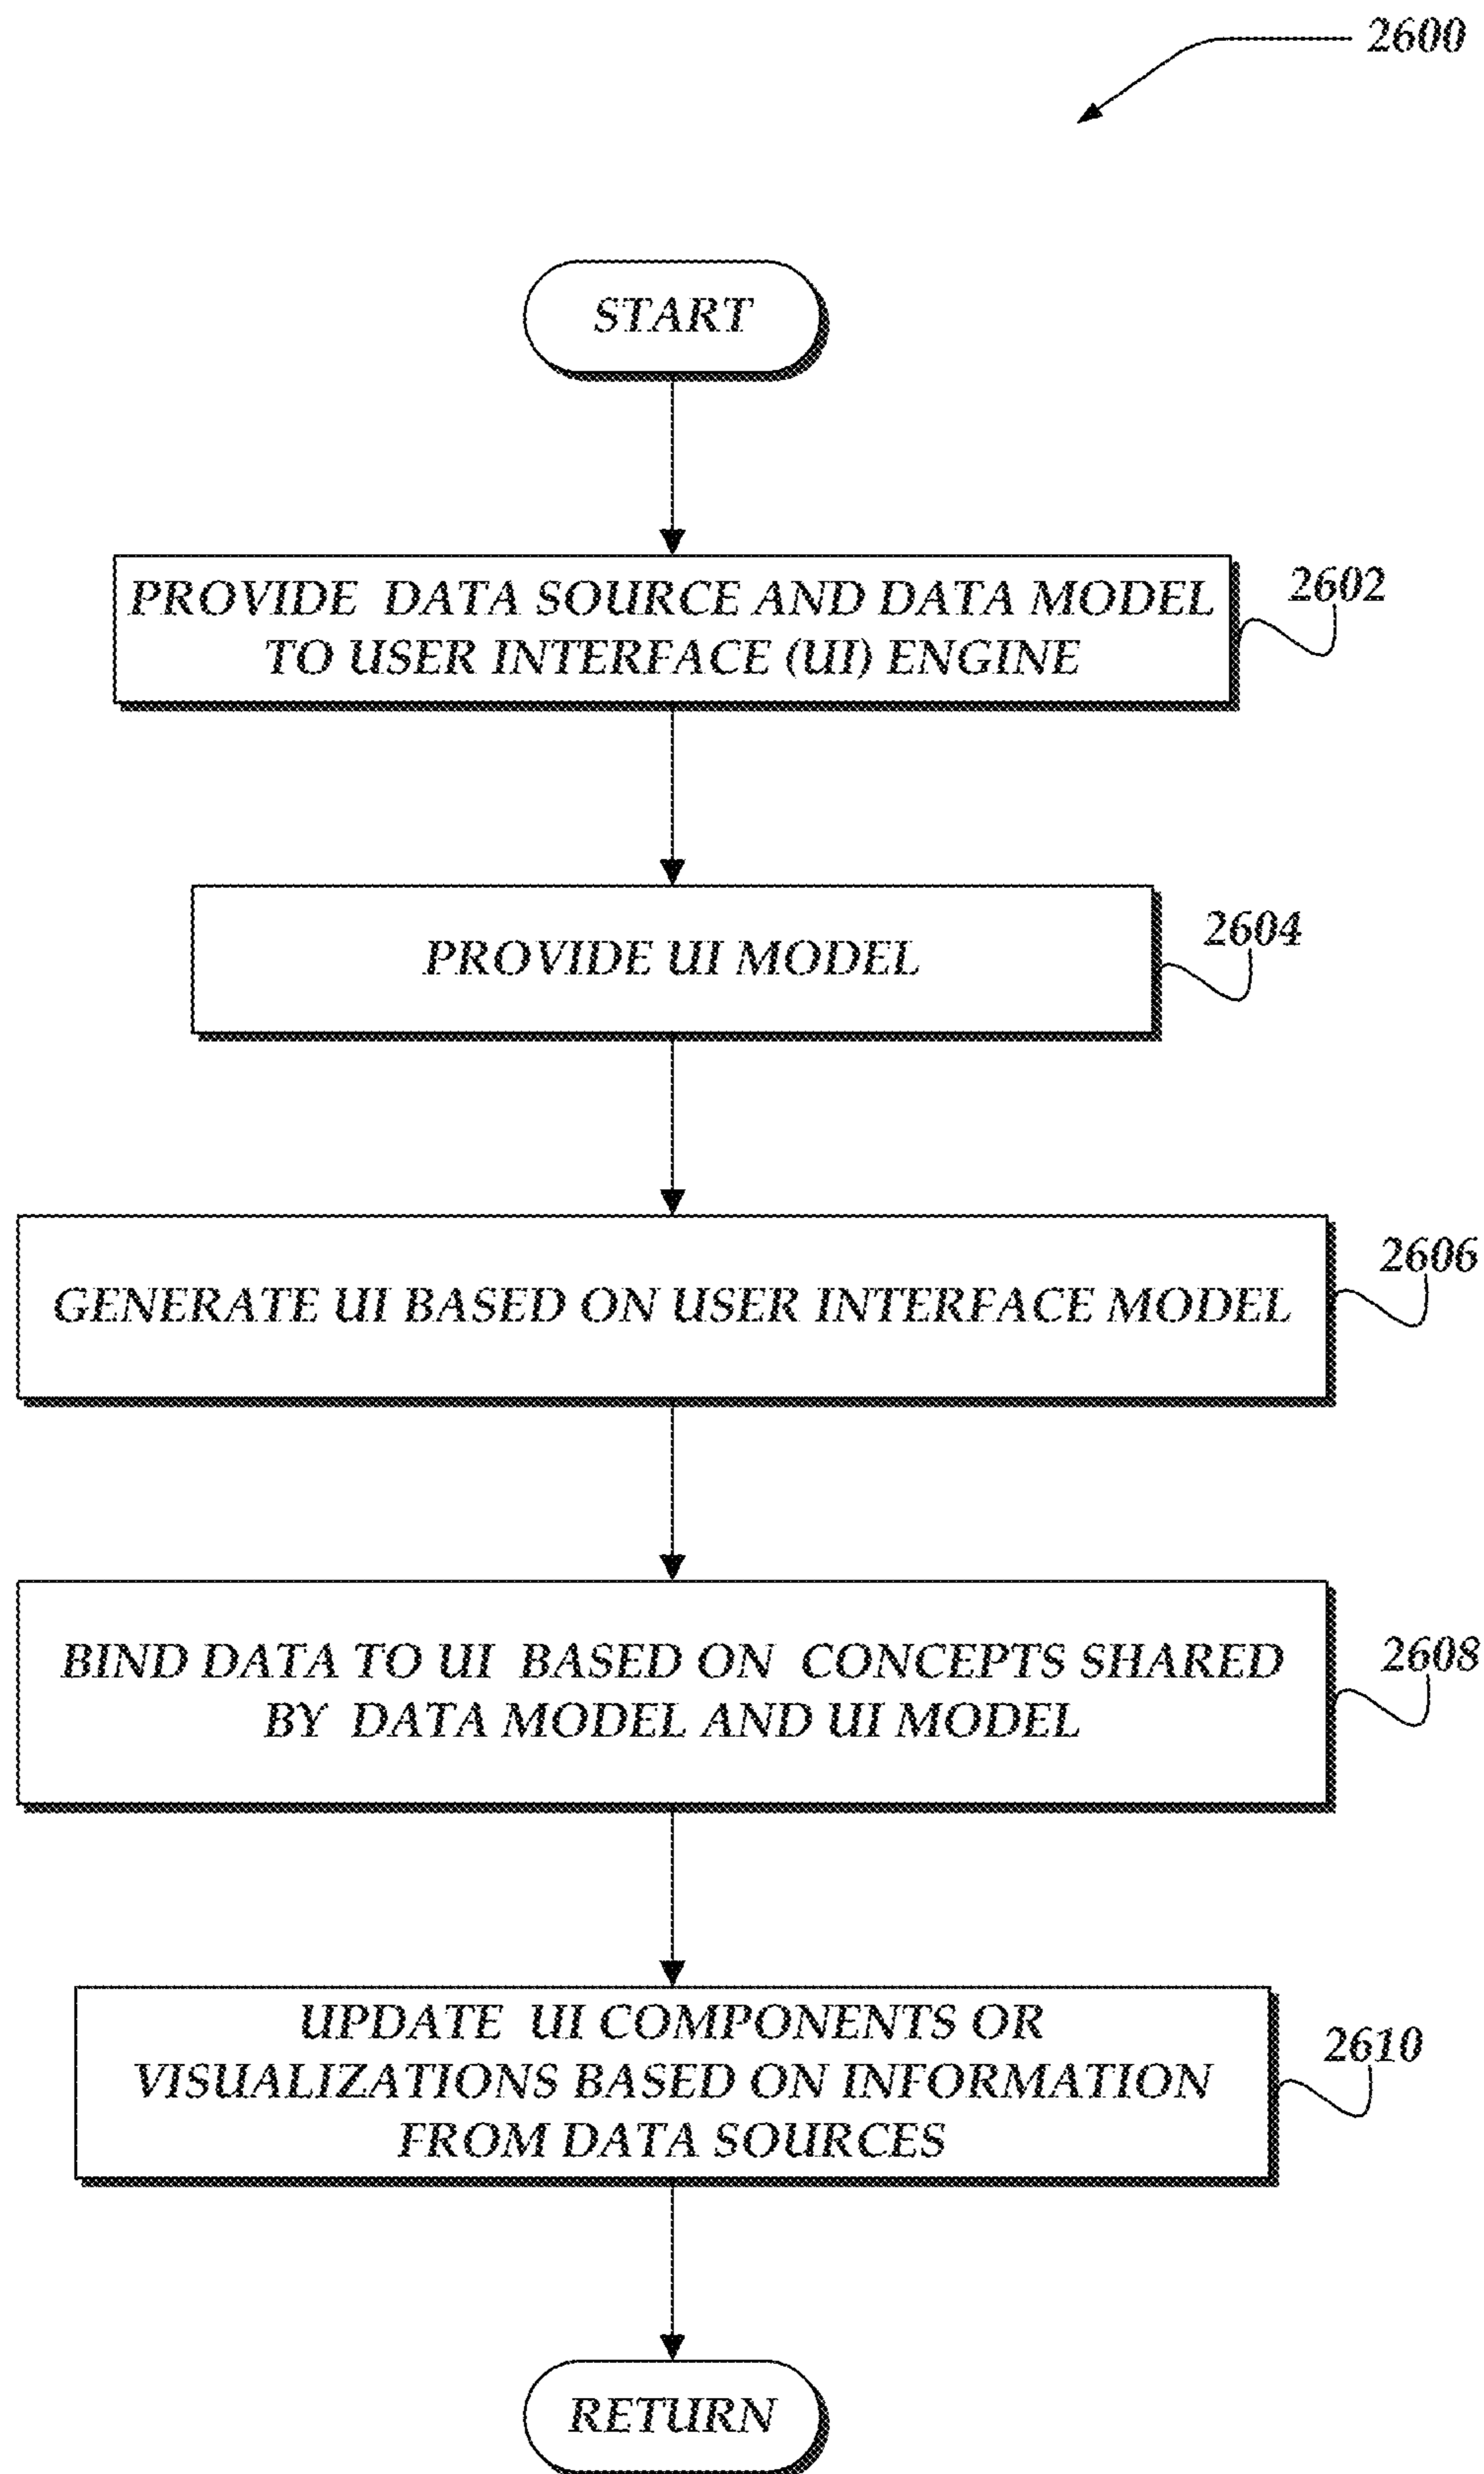 2600
START
PROVIDE DATA SOURCE AND DATA MODEL
TO USER INTERFACE (UI) ENGINE
2602
PROVIDE UI MODEL
2604
GENERATE UI BASED ON USER INTERFACE MODEL
2606
BIND DATA TO UI BASED ON CONCEPTS SHARED
BY DATA MODEL AND UI MODEL
2608
UPDATE UI COMPONENTS OR
VISUALIZATIONS BASED ON INFORMATION
FROM DATA SOURCES
2610
RETURN